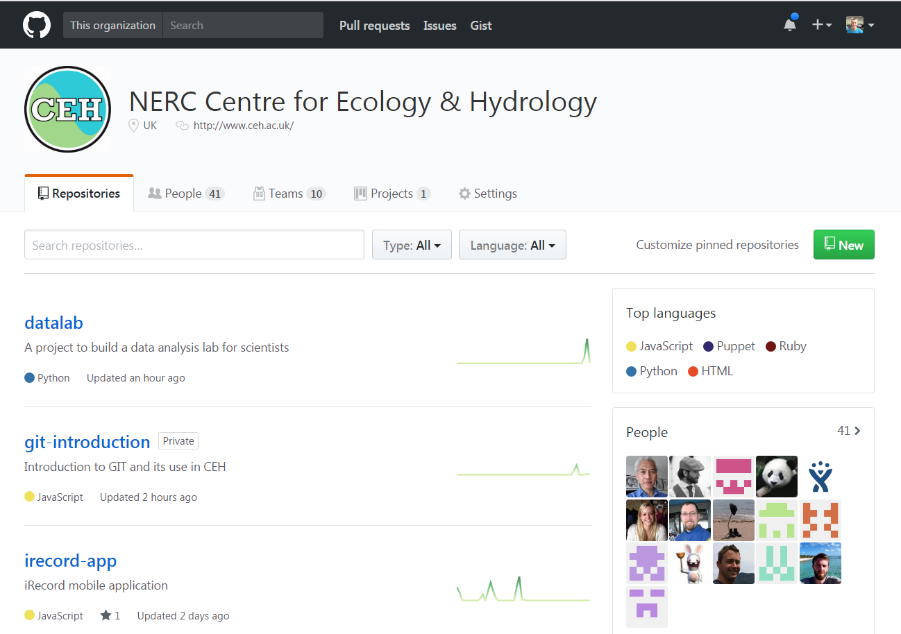 This organization Search Pull requests Issues Gist
CEH
NERC Centre for Ecology & Hydrology
UK http://www.ceh.ac.uk/
Repositories People 41 Teams 10 Projects 1 Settings
Search repositories... Type: All Language: All Customize pinned repositories New
datalab
A project to build a data analysis lab for scientists
Python Updated an hour ago
git-introduction Private
Introduction to GIT and its use in CEH
JavaScript Updated 2 hours ago
irecord-app
iRecord mobile application
JavaScript 1 Updated 2 days ago
Top languages
JavaScript Puppet Ruby
Python HTML
People 41